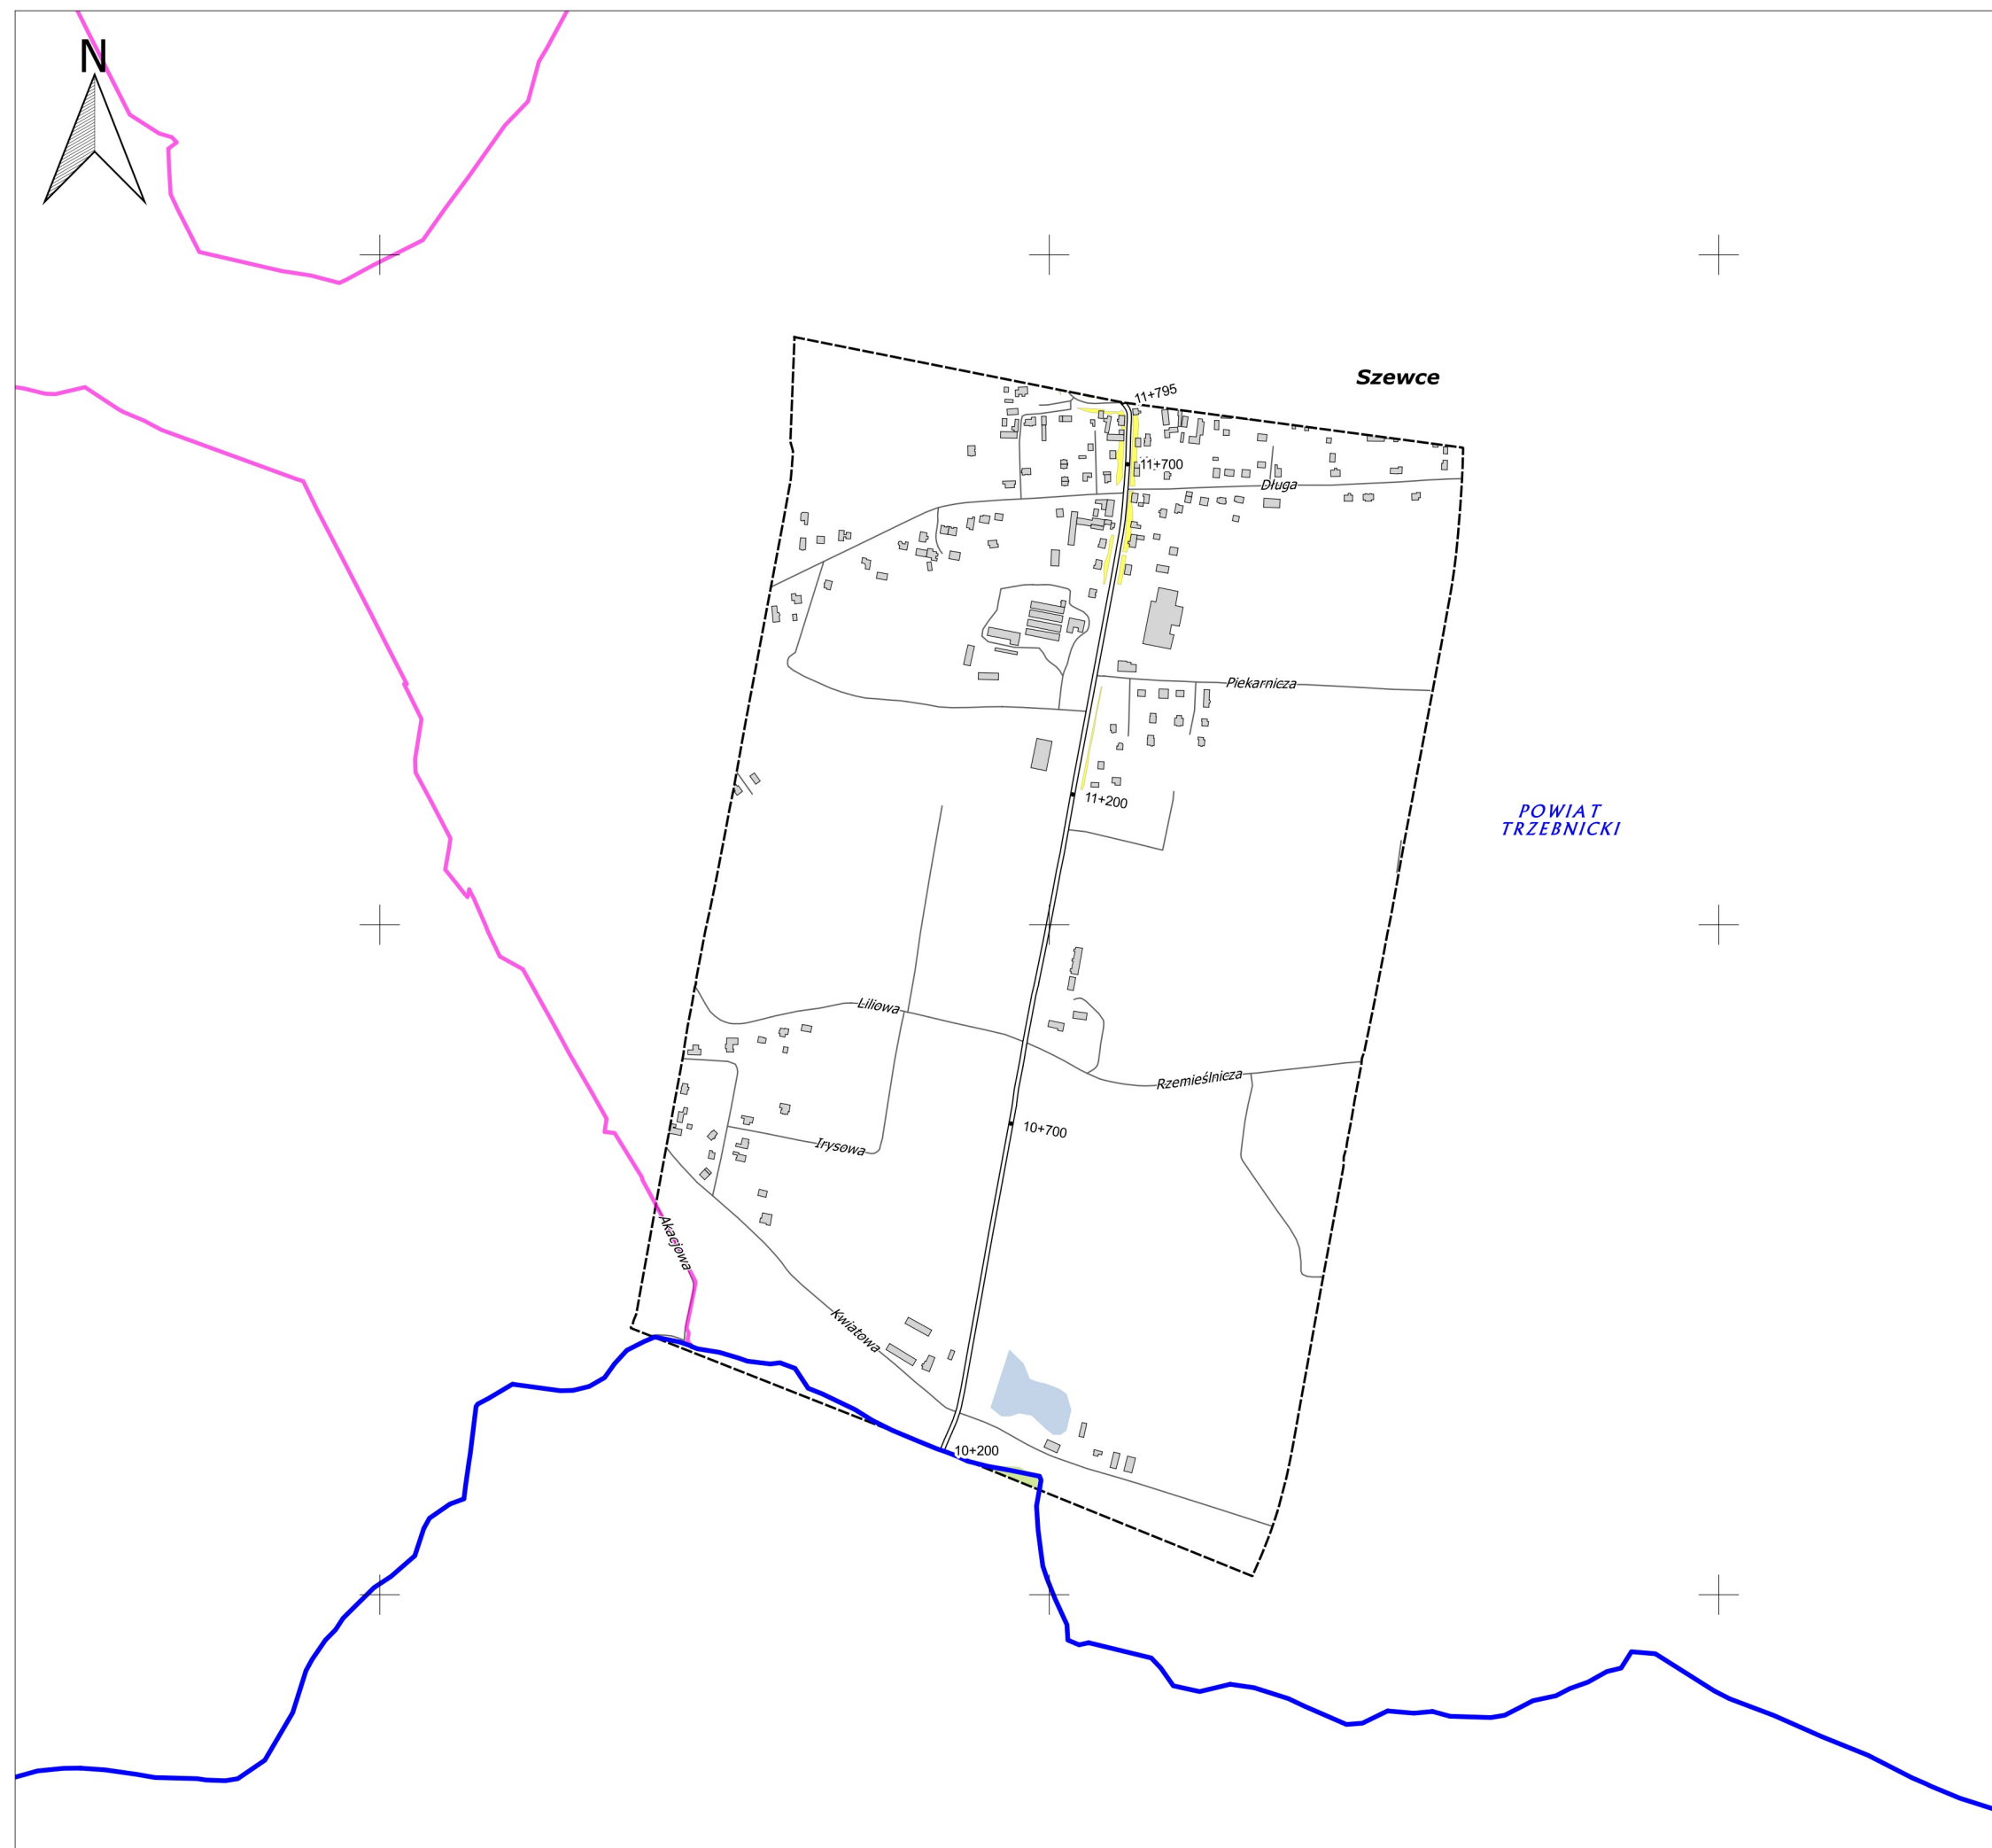 N
Szewce
11+795
11+700
Długa
Piekarnicza
11+200
POWIAT
TRZEBNICKI
Liliowa
Rzemieślnicza
10+700
Irysowa
Akacjowa
Kwiatowa
10+200